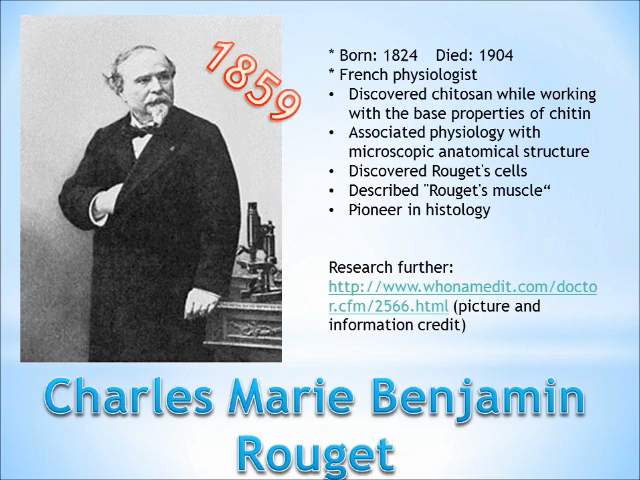 1859
* Born: 1824    Died: 1904
* French physiologist
• Discovered chitosan while working
with the base properties of chitin
• Associated physiology with
microscopic anatomical structure
• Discovered Rouget's cells
• Described "Rouget's muscle“
• Pioneer in histology
Research further:
http://www.whonamedit.com/docto
r.cfm/2566.html (picture and
information credit)
Charles Marie Benjamin
Rouget